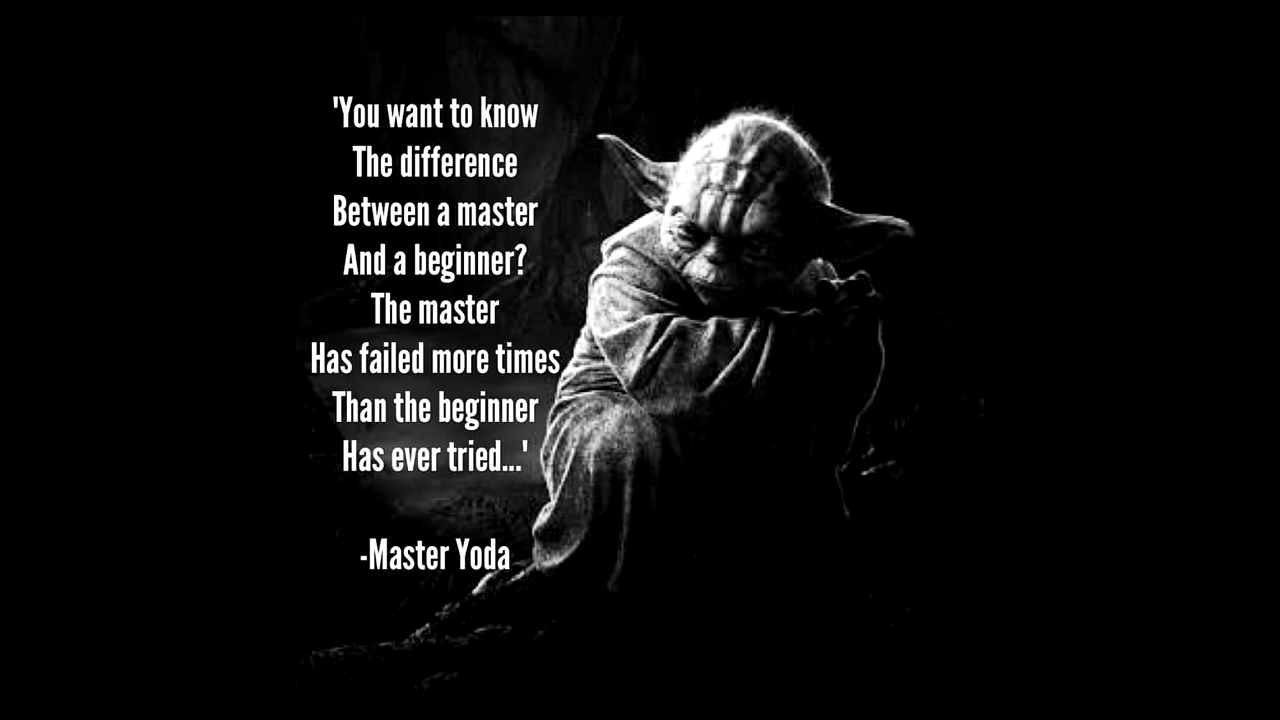 'You want to know
The difference
Between a master
And a beginner?
The master
Has failed more times
Than the beginner
Has ever tried...'
-Master Yoda